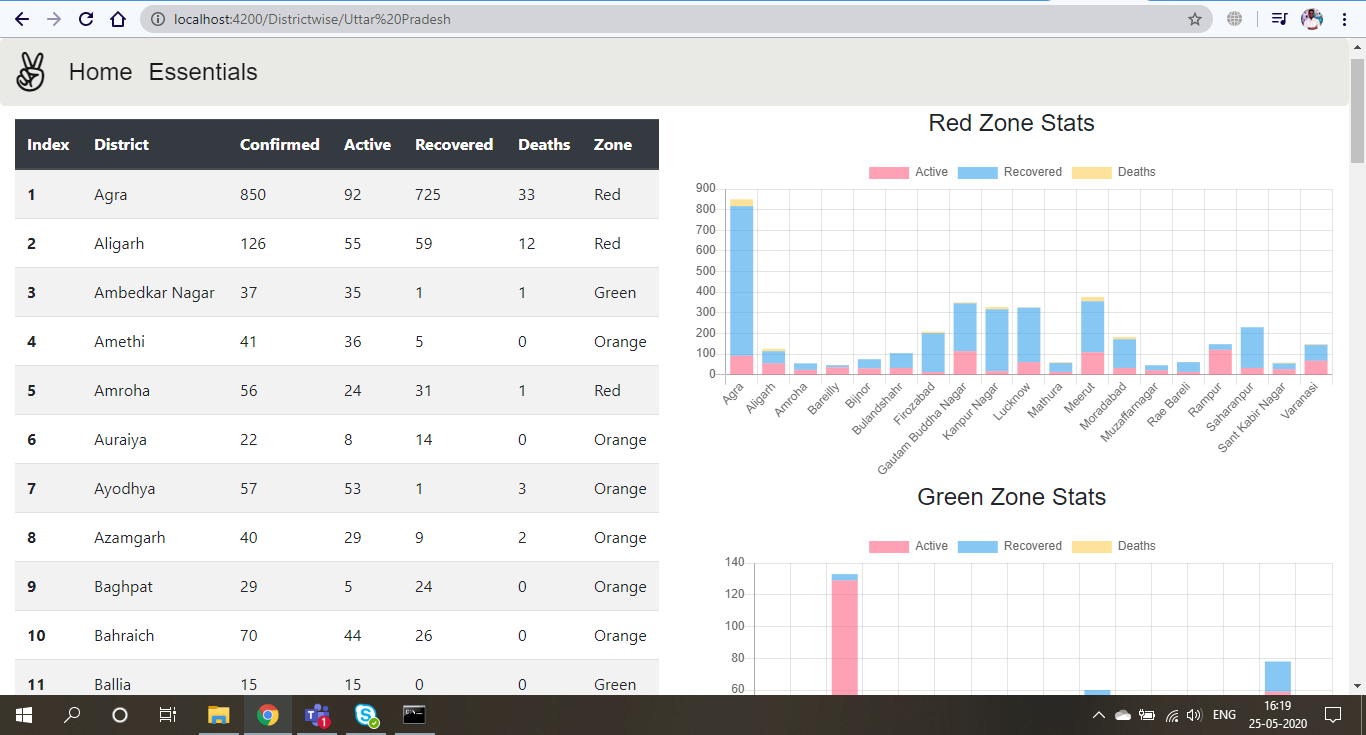 localhost:4200/Districtwise/Uttar%20Pradesh
Home Essentials
Index District Confirmed Active Recovered Deaths Zone
1 Agra 850 92 725 33 Red
2 Aligarh 126 55 59 12 Red
3 Ambedkar Nagar 37 35 1 1 Green
4 Amethi 41 36 5 0 Orange
5 Amroha 56 24 31 1 Red
6 Auraiya 22 8 14 0 Orange
7 Ayodhya 57 53 1 3 Orange
8 Azamgarh 40 29 9 2 Orange
9 Baghpat 29 5 24 0 Orange
10 Bahraich 70 44 26 0 Orange
11 Ballia 15 15 0 0 Green
Red Zone Stats
Active Recovered Deaths
900
800
700
600
500
400
300
200
100
0
Agra
Aligarh
Amroha
Bareilly
Bijnor
Bulandshahr
Firozabad
Gautam Buddha Nagar
Kanpur Nagar
Lucknow
Mathura
Meerut
Moradabad
Muzaffarnagar
Rae Bareli
Rampur
Saharanpur
Sant Kabir Nagar
Varanasi
Green Zone Stats
Active Recovered Deaths
140
120
100
80
60
T 1
S
ENG
16:19
25-05-2020